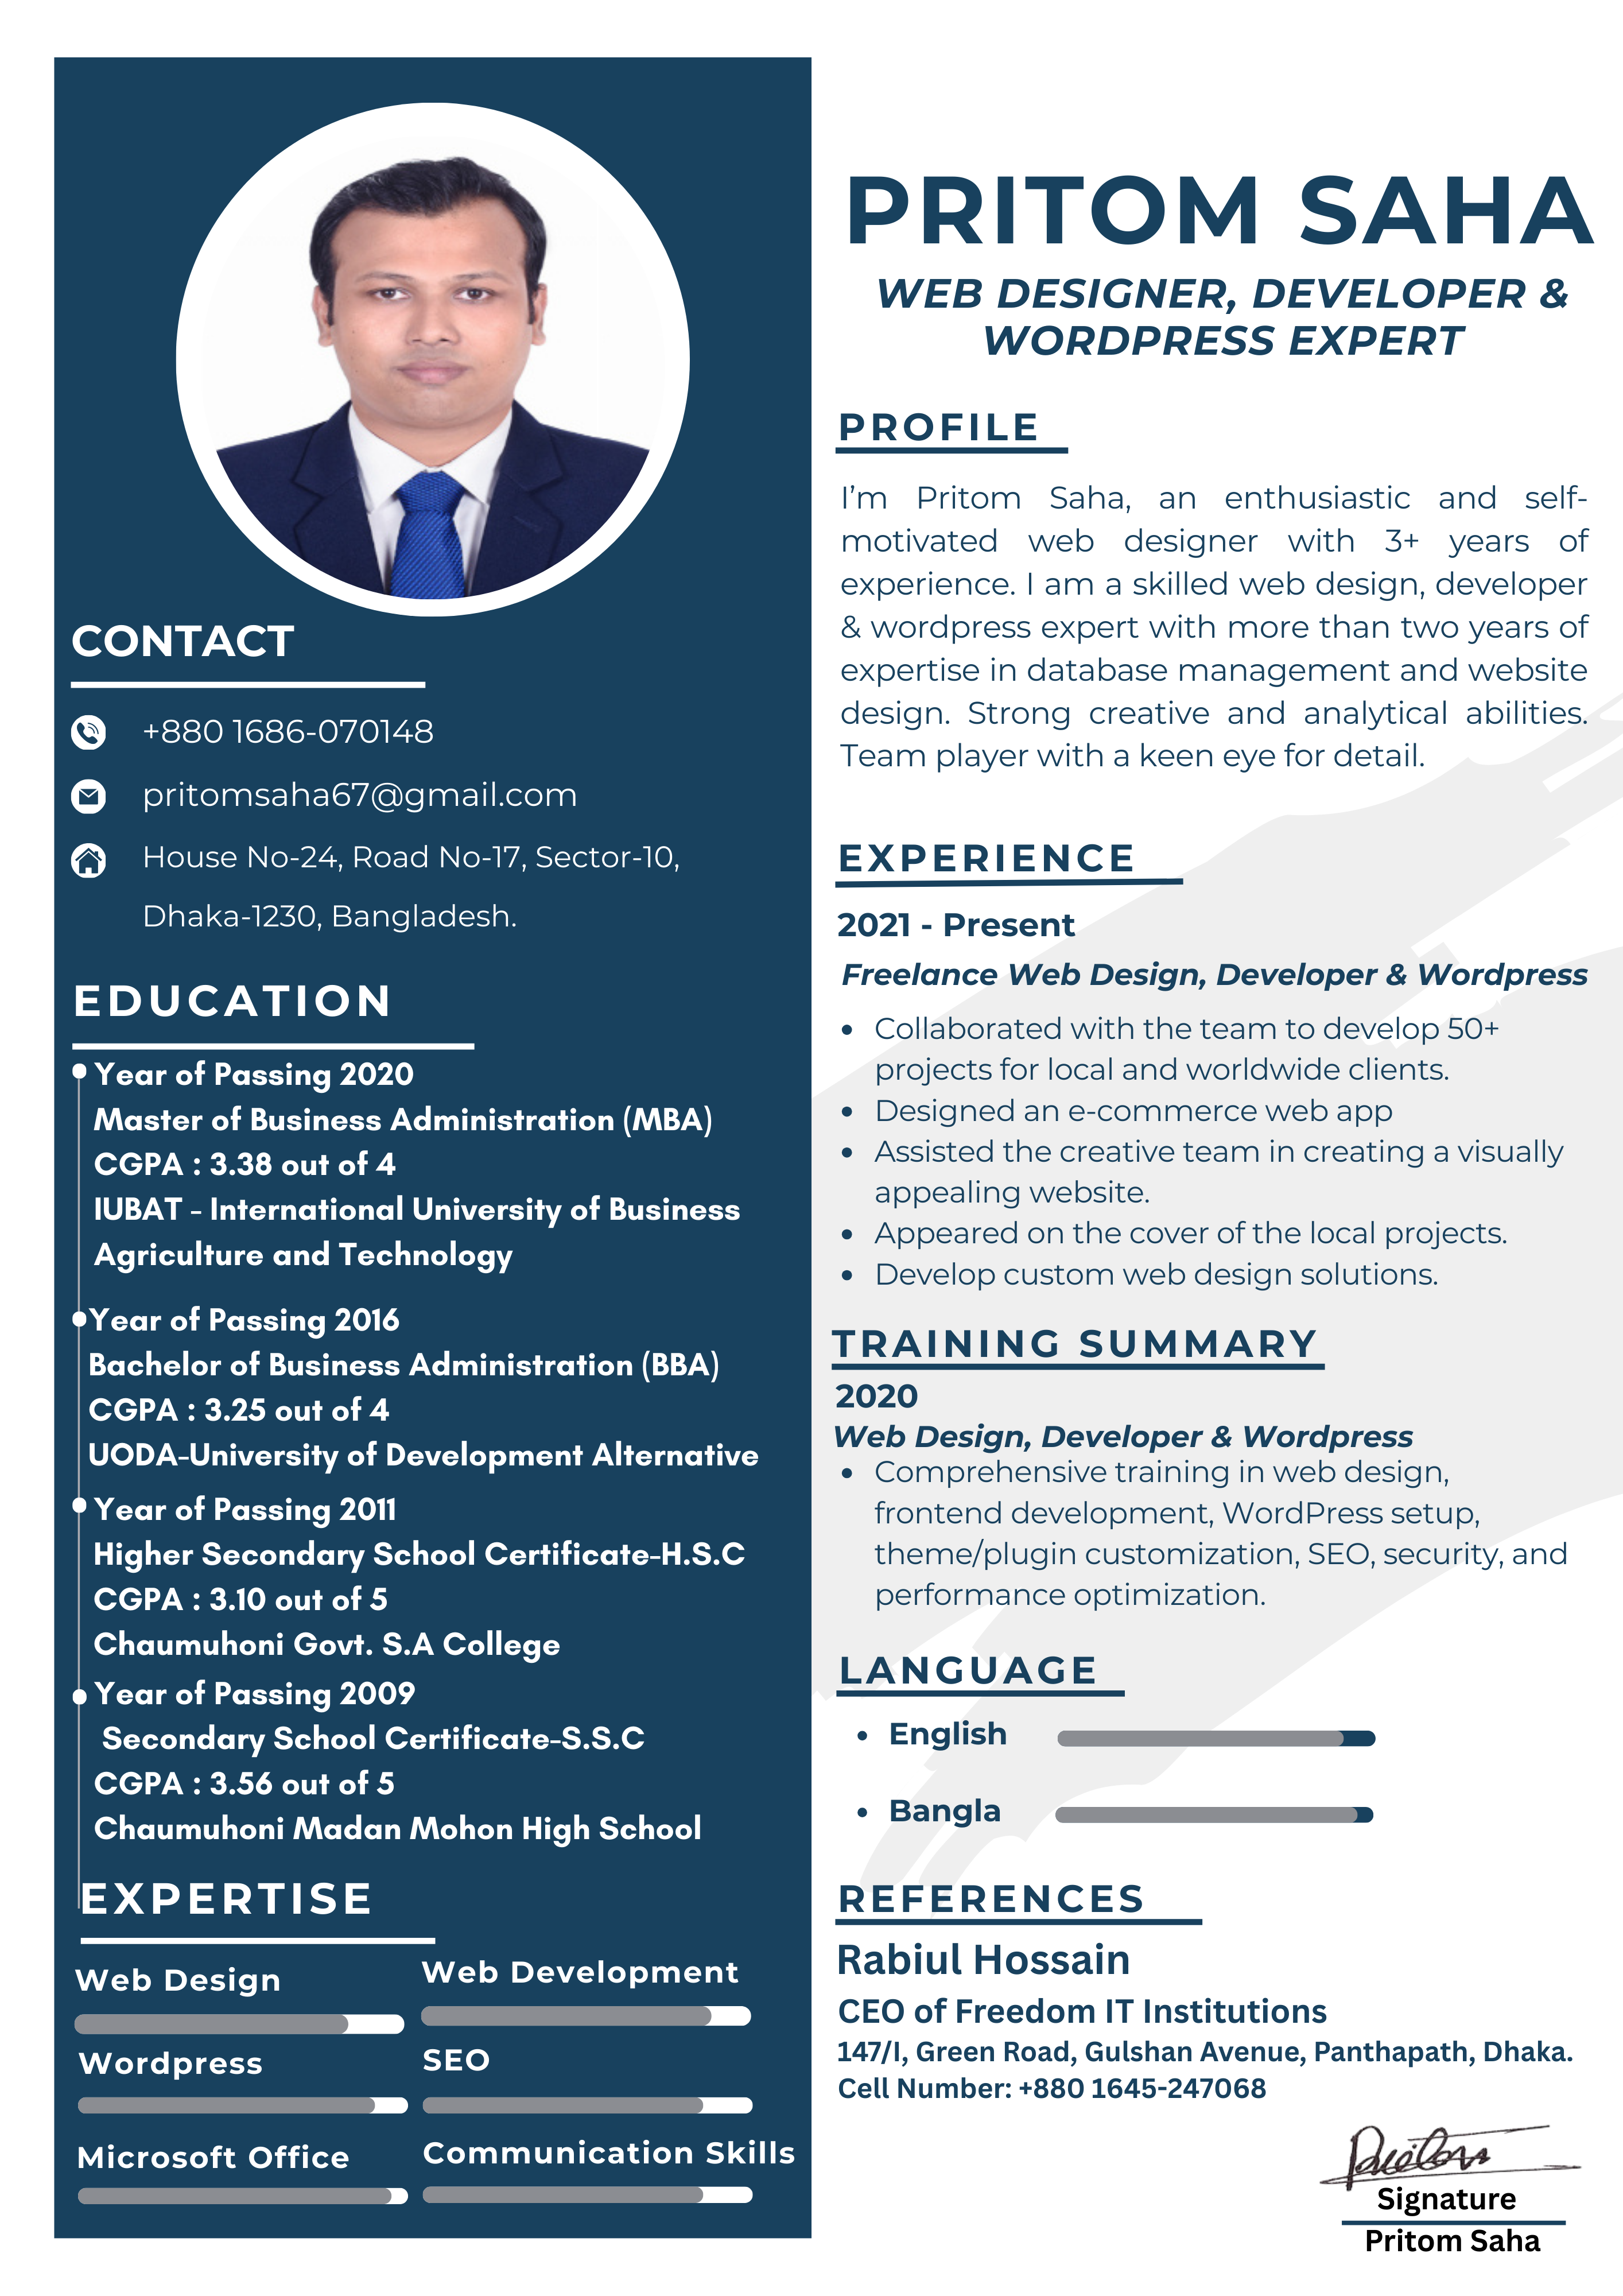 PRITOM SAHA
WEB DESIGNER, DEVELOPER &
WORDPRESS EXPERT
CONTACT
+880 1686-070148
pritomsaha67@gmail.com
House No-24, Road No-17, Sector-10,
Dhaka-1230, Bangladesh.
EDUCATION
Year of Passing 2020
Master of Business Administration (MBA)
CGPA : 3.38 out of 4
IUBAT - International University of Business
Agriculture and Technology
Year of Passing 2016
Bachelor of Business Administration (BBA)
CGPA : 3.25 out of 4
UODA-University of Development Alternative
Year of Passing 2011
Higher Secondary School Certificate-H.S.C
CGPA : 3.10 out of 5
Chaumuhoni Govt. S.A College
Year of Passing 2009
Secondary School Certificate-S.S.C
CGPA : 3.56 out of 5
Chaumuhoni Madan Mohon High School
EXPERTISE
Web Design
Web Development
Wordpress
SEO
Microsoft Office
Communication Skills
PROFILE
I’m Pritom Saha, an enthusiastic and self-
motivated web designer with 3+ years of
experience. I am a skilled web design, developer
& wordpress expert with more than two years of
expertise in database management and website
design. Strong creative and analytical abilities.
Team player with a keen eye for detail.
EXPERIENCE
2021 - Present
Freelance Web Design, Developer & Wordpress
• Collaborated with the team to develop 50+
projects for local and worldwide clients.
• Designed an e-commerce web app
• Assisted the creative team in creating a visually
appealing website.
• Appeared on the cover of the local projects.
• Develop custom web design solutions.
TRAINING SUMMARY
2020
Web Design, Developer & Wordpress
• Comprehensive training in web design,
frontend development, WordPress setup,
theme/plugin customization, SEO, security, and
performance optimization.
LANGUAGE
• English
• Bangla
REFERENCES
Rabiul Hossain
CEO of Freedom IT Institutions
147/I, Green Road, Gulshan Avenue, Panthapath, Dhaka.
Cell Number: +880 1645-247068
Pritom
Signature
Pritom Saha